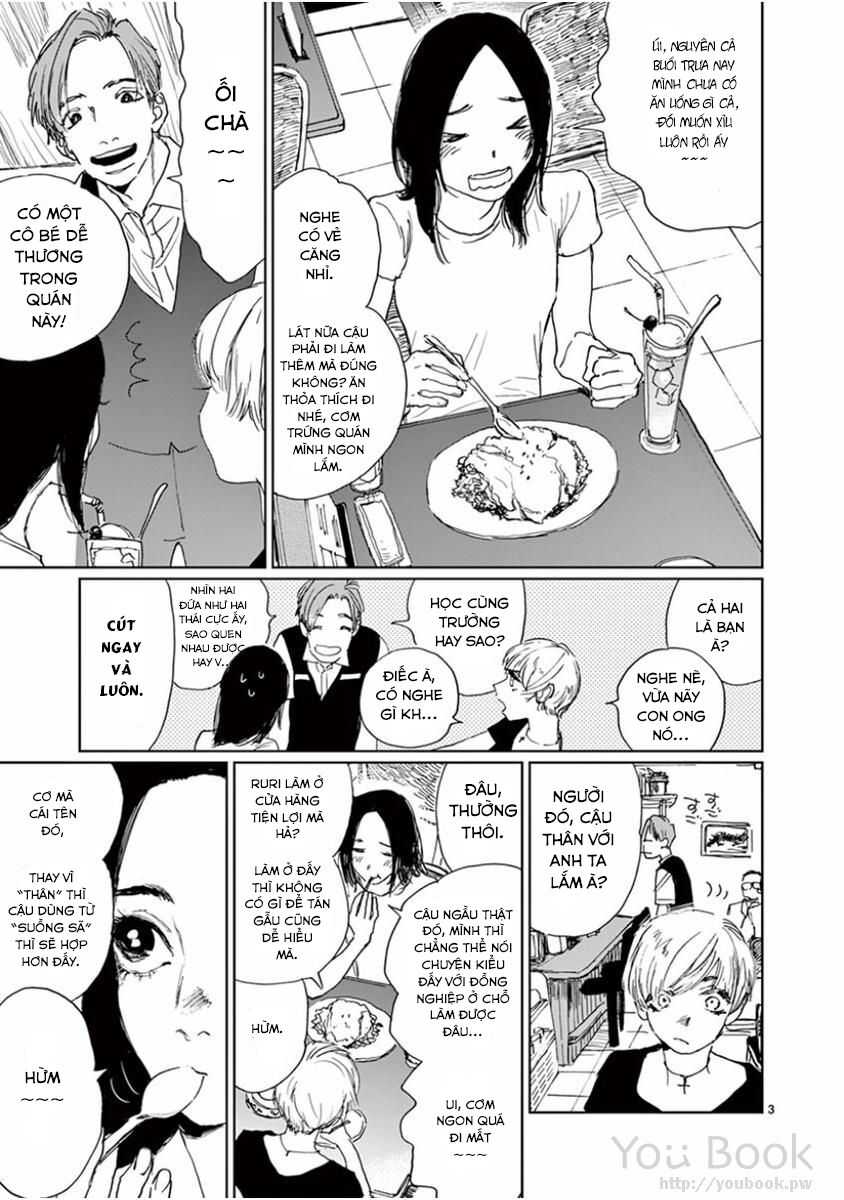 ÚI, NGUYÊN CẢ
BUỔI TRƯA NAY
MÌNH CHƯA CÓ
ĂN UỐNG GÌ CẢ,
ĐÓI MUỐN XỈU
LUÔN RỒI ẤY
~~~
NGHE
CÓ VẺ
CĂNG
NHỈ.
LÁT NỮA CẬU
PHẢI ĐI LÀM
THÊM MÀ ĐÚNG
KHÔNG? ĂN
THỎA THÍCH ĐI
NHÉ, CƠM
TRỨNG QUÁN
MÌNH NGON
LẮM.
ỐI
CHÀ
~~
~
CÓ MỘT
CÔ BÉ DỄ
THƯƠNG
TRONG
QUÁN
NÀY!
CẢ HAI
LÀ BẠN
À?
NGHE NÈ,
VỪA NÃY
CON ONG
NÓ...
HỌC CÙNG
TRƯỜNG
HAY SAO?
ĐIẾC À,
CÓ NGHE
GÌ KH...
NHÌN HAI
ĐỨA NHƯ HAI
THÁI CỰC ẤY,
SAO QUEN
NHAU ĐƯỢC
HAY V...
CÚT
NGAY
VÀ
LUÔN.
NGƯỜI
ĐÓ, CẬU
THÂN VỚI
ANH TA
LẮM À?
す
す
ĐÂU,
THƯỜNG
THÔI.
CẬU NGẦU THẬT
ĐÓ, MÌNH THÌ
CHẲNG THỂ NÓI
CHUYỆN KIỂU
ĐẤY VỚI ĐỒNG
NGHIỆP Ở CHỖ
LÀM ĐƯỢC
ĐÂU...
UI, CƠM
NGON QUÁ
ĐI MẤT
~~~
RURI LÀM Ở
CỬA HÀNG
TIỆN LỢI MÀ
HẢ?
LÀM Ở ĐẤY
THÌ KHÔNG
CÓ GÌ ĐỂ TÁN
GẪU CŨNG
DỄ HIỂU
MÀ.
HỪM.
CƠ MÀ
CÁI TÊN
ĐÓ,
THAY VÌ
"THÂN" THÌ
CẬU DÙNG TỪ
"SUỒNG SÃ"
THÌ SẼ HỢP
HƠN ĐẤY.
HỪM
~~~
3
You Book
http://youbook.pw